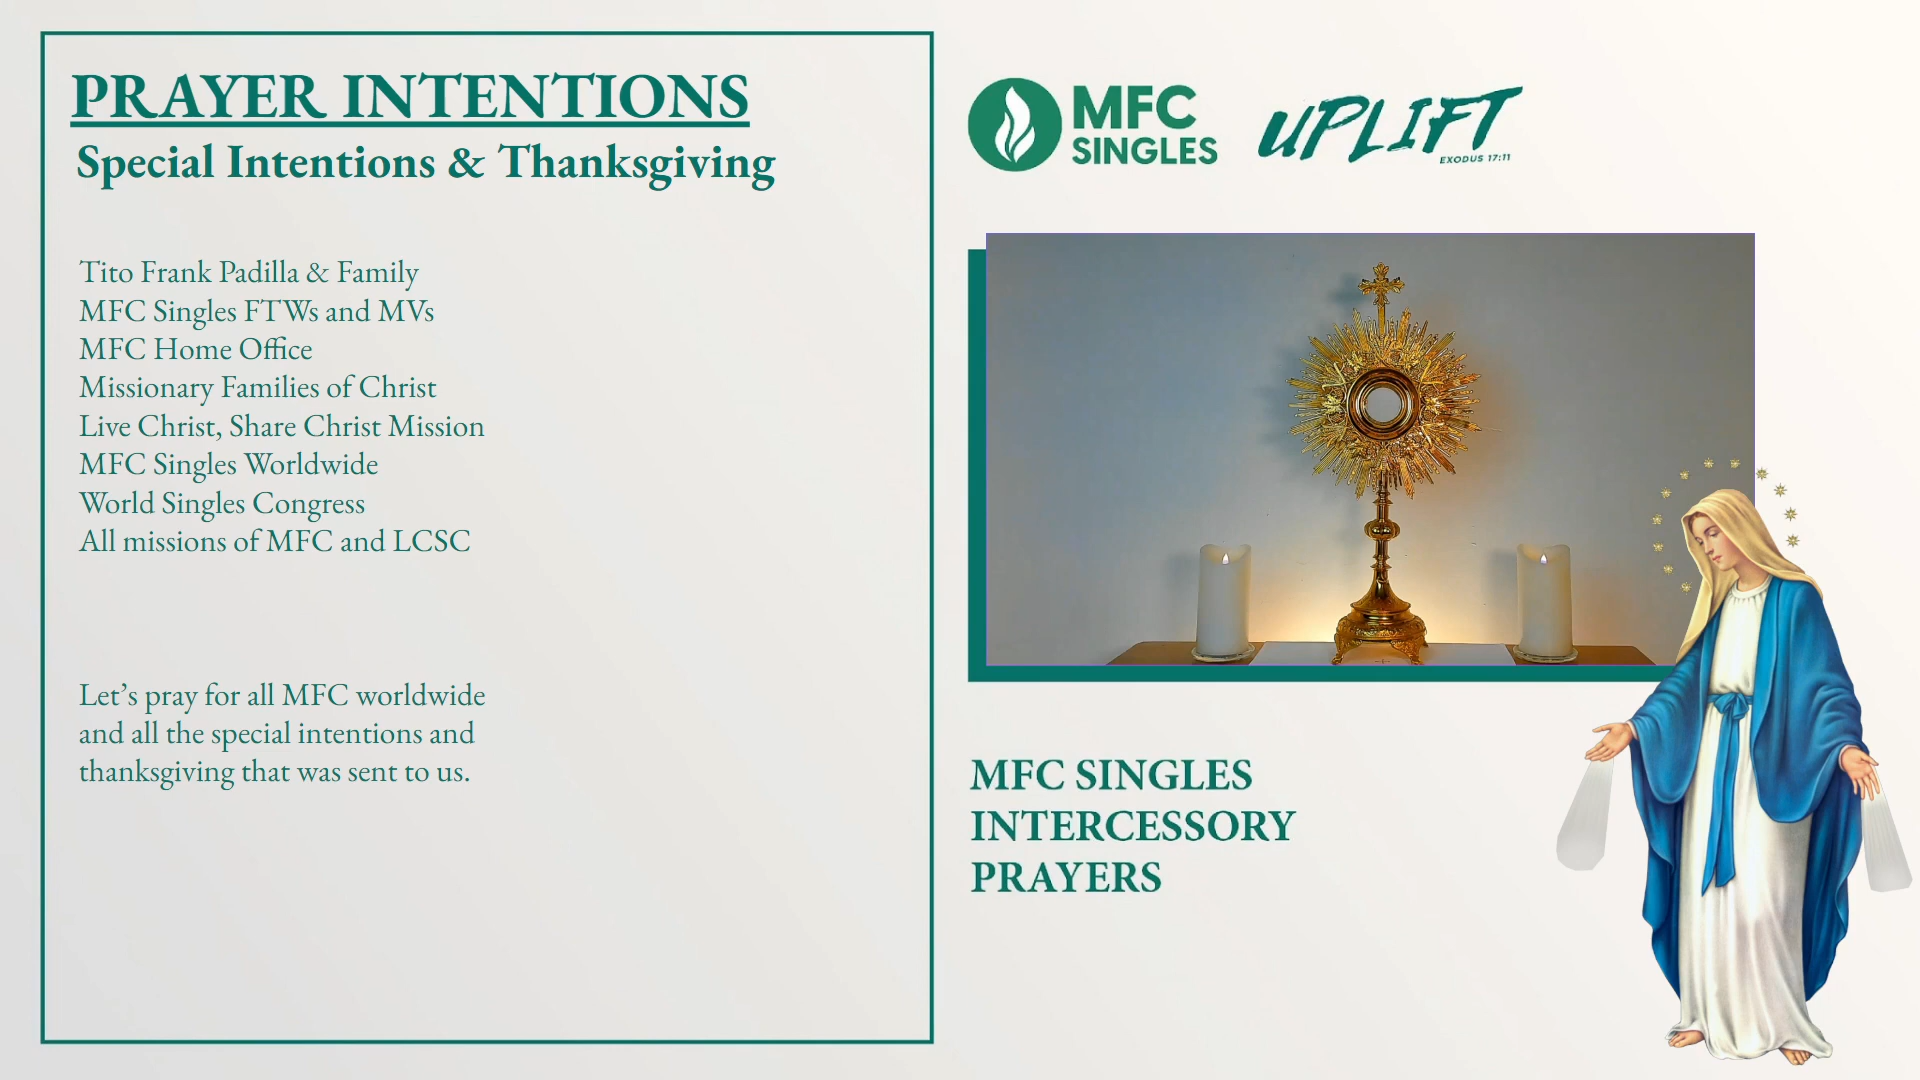 PRAYER INTENTIONS
Special Intentions & Thanksgiving
Tito Frank Padilla & Family
MFC Singles FTWs and MVs
MFC Home Office
Missionary Families of Christ
Live Christ, Share Christ Mission
MFC Singles Worldwide
World Singles Congress
All missions of MFC and LCSC
Let’s pray for all MFC worldwide
and all the special intentions and
thanksgiving that was sent to us.
MFC
SINGLES
UPLIFT
EXODUS 17:11
MFC SINGLES
INTERCESSORY
PRAYERS